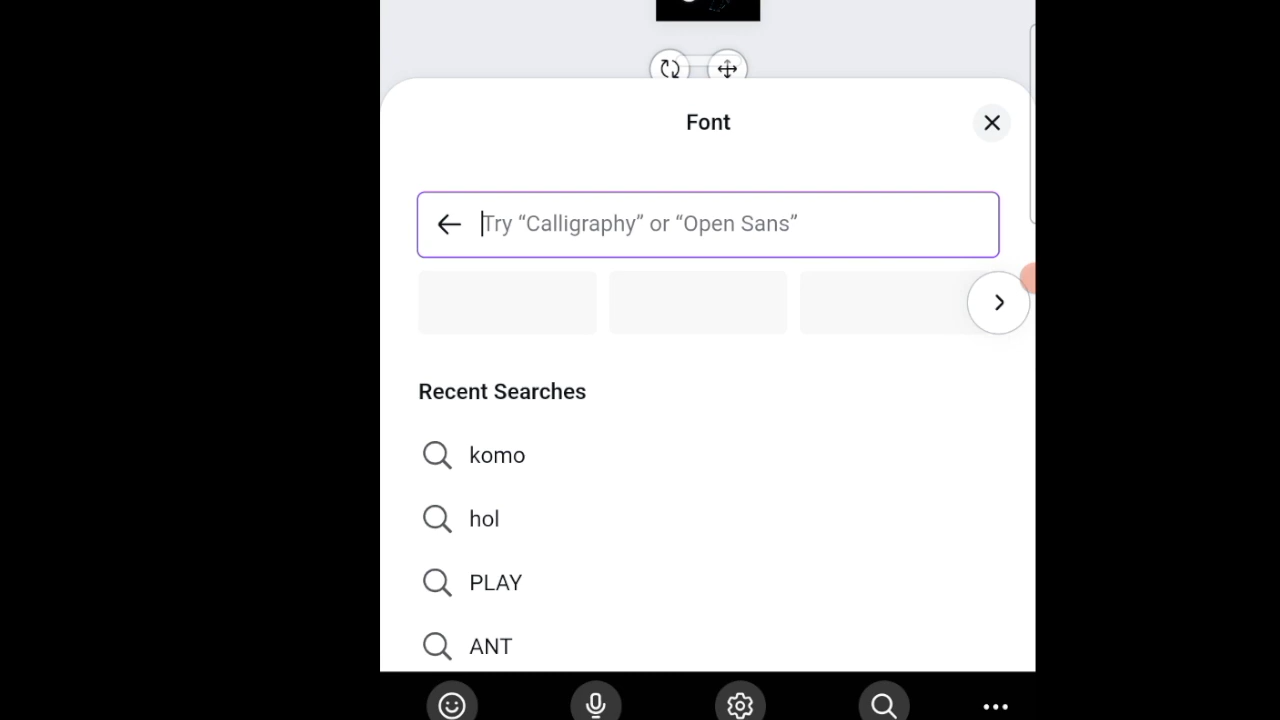 Font
Try “Calligraphy” or “Open Sans”
Recent Searches
komo
hol
PLAY
ANT